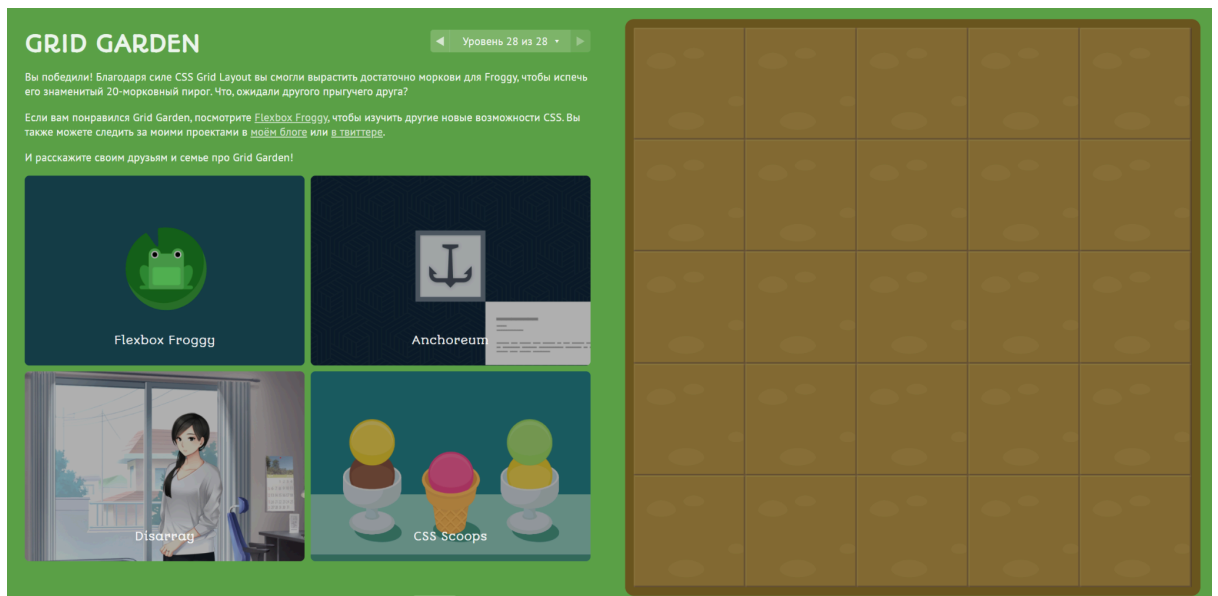 GRID GARDEN
Уровень 28 из 28
Вы победили! Благодаря силе CSS Grid Layout вы смогли вырастить достаточно моркови для Froggy, чтобы испечь
его знаменитый 20-морковный пирог. Что, ожидали другого прыгучего друга?
Если вам понравился Grid Garden, посмотрите Flexbox Froggy, чтобы изучить другие новые возможности CSS. Вы
также можете следить за моими проектами в моём блоге или в твиттере.
И расскажите своим друзьям и семье про Grid Garden!
Flexbox Froggy
Anchoreum
Disarray
CSS Scoops